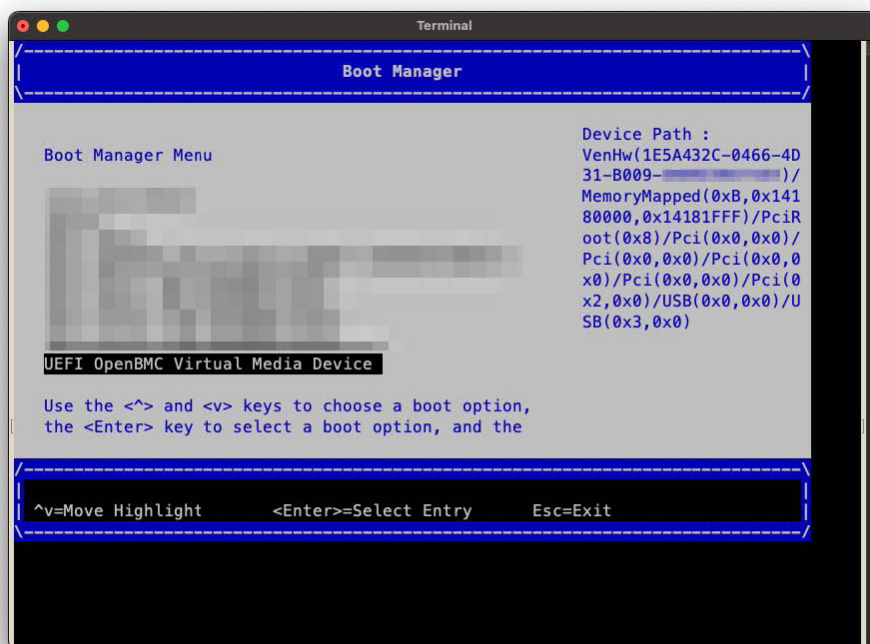 Terminal
/------------------------------------------------------------------------------\
| Boot Manager |
\------------------------------------------------------------------------------/
Device Path :
Boot Manager Menu
VenHw(1E5A432C-0466-4D
31-B009- )/
MemoryMapped(0xB,0x141
80000,0x14181FFF)/PciR
oot(0x8)/Pci(0x0,0x0)/
Pci(0x0,0x0)/Pci(0x0,0
x0)/Pci(0x0,0x0)/Pci(0
x2,0x0)/USB(0x0,0x0)/U
SB(0x3,0x0)
UEFI OpenBMC Virtual Media Device
Use the <^> and <v> keys to choose a boot option,
the <Enter> key to select a boot option, and the
/------------------------------------------------------------------------------\
| |
| ^v=Move Highlight <Enter>=Select Entry Esc=Exit |
\------------------------------------------------------------------------------/